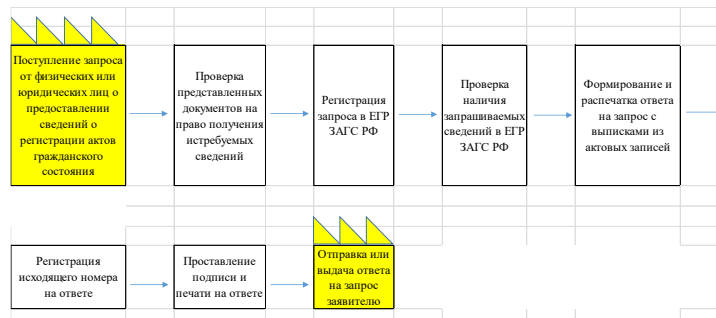 Поступление запроса
от физических или
юридических лиц о
предоставлении
сведений о
регистрации актов
гражданского
состояния
Проверка
представленных
документов на
право получения
истребуемых
сведений
Регистрация
запроса в ЕГР
ЗАГС РФ
Проверка
наличия
запрашиваемых
сведений в ЕГР
ЗАГС РФ
Формирование и
распечатка ответа
на запрос с
выписками из
актовых записей
Регистрация
исходящего номера
на ответе
Проставление
подписи и
печати на ответе
Отправка или
выдача ответа
на запрос
заявителю